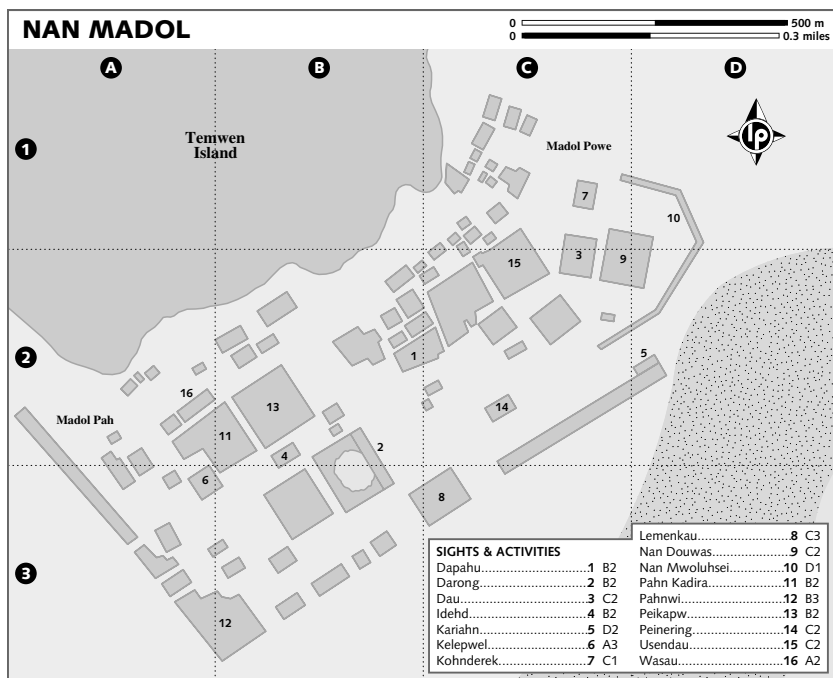 NAN MADOL
0 500 m
0 0.3 miles
A B C D
Temwen
Island
1
Madol Powe
lp
7
10
15 3 9
2
1
5
16
Madol Pah
13
14
11
2
4
6
8
3
12
SIGHTS & ACTIVITIES
Dapahu 1 B2
Darong 2 B2
Dau 3 C2
Idehd 4 B2
Kariahn 5 D2
Kelepwel 6 A3
Kohnderek 7 C1
Lemenkau 8 C3
Nan Douwas 9 C2
Nan Mwoluhsei 10 D1
Pahn Kadira 11 B2
Pahnwi 12 B3
Peikapw 13 B2
Peinering 14 C2
Usendau 15 C2
Wasau 16 A2